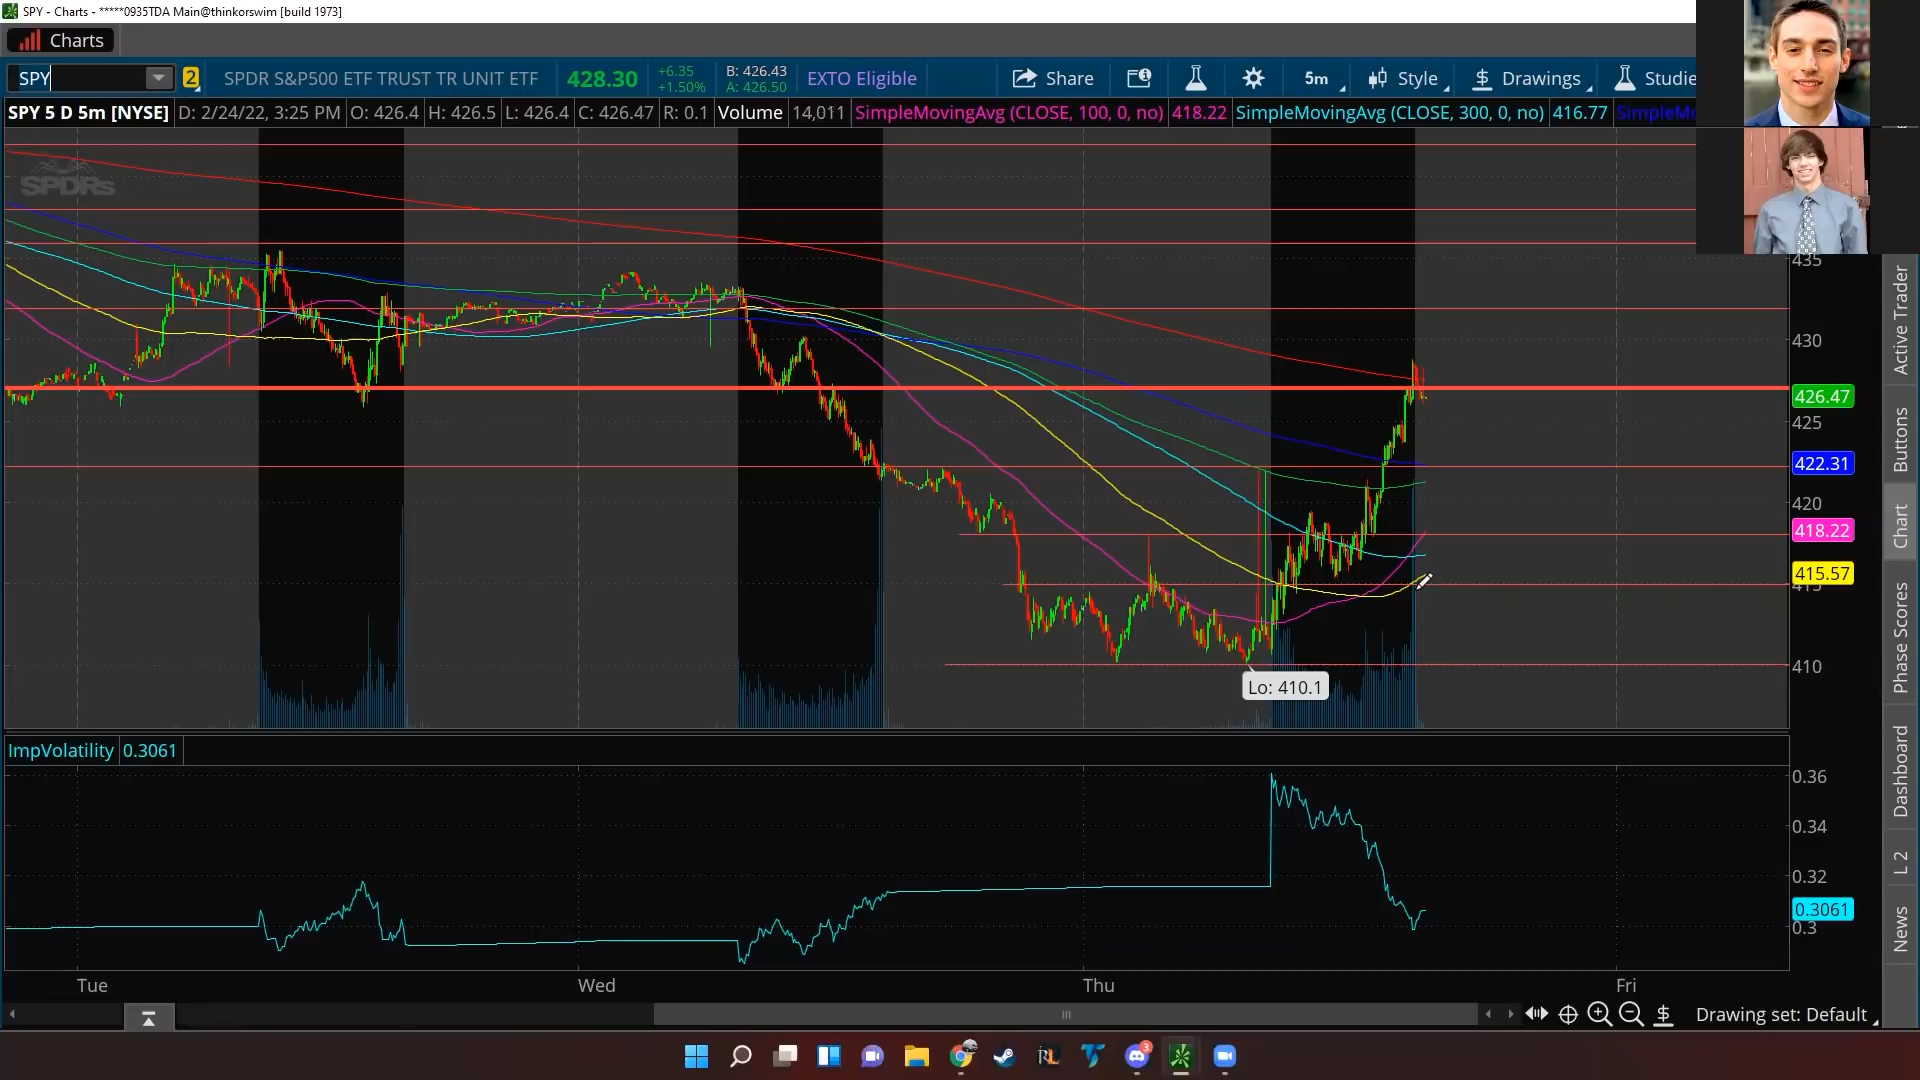 SPY - Charts - *****0935TDA Main@thinkorswim [build 1973]
Charts
SPY 2 SPDR S&P500 ETF TRUST TR UNIT ETF 428.30 +6.35 +1.50% B: 426.43 A: 426.50 EXTO Eligible Share 5m Style $ Drawings Studie
SPY 5 D 5m [NYSE] D: 2/24/22, 3:25 PM O: 426.4 H: 426.5 L: 426.4 C: 426.47 R: 0.1 Volume 14,011 SimpleMovingAvg (CLOSE, 100, 0, no) 418.22 SimpleMovingAvg (CLOSE, 300, 0, no) 416.77
SPDRs
435
430
426.47
425
422.31
420
418.22
415.57
410
Lo: 410.1
ImpVolatility 0.3061
0.36
0.34
0.32
0.3061
0.3
Tue Wed Thu Fri
Drawing set: Default
Active Trader
Buttons
Chart
Phase Scores
Dashboard
L 2
News